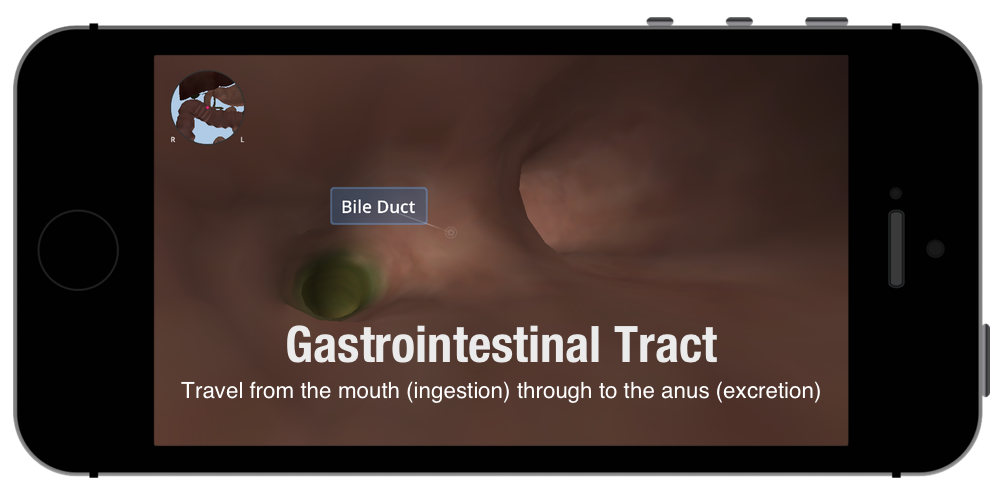 R L
Bile Duct
Gastrointestinal Tract
Travel from the mouth (ingestion) through to the anus (excretion)